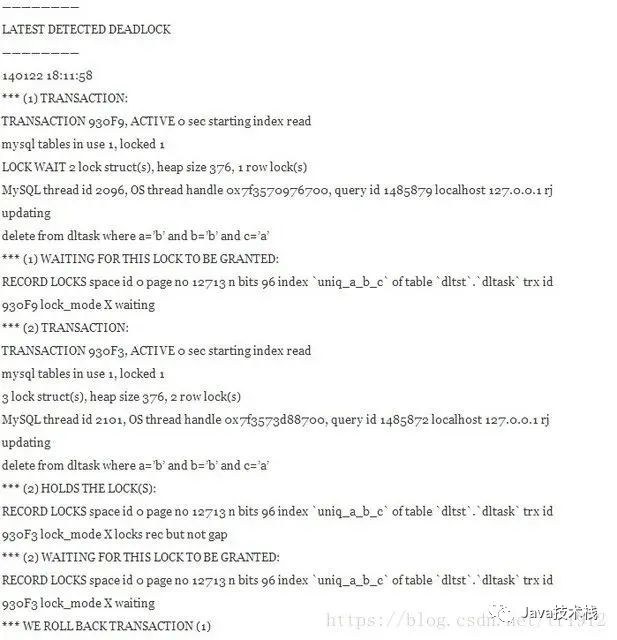 ————————
LATEST DETECTED DEADLOCK
————————
140122 18:11:58
*** (1) TRANSACTION:
TRANSACTION 930F9, ACTIVE 0 sec starting index read
mysql tables in use 1, locked 1
LOCK WAIT 2 lock struct(s), heap size 376, 1 row lock(s)
MySQL thread id 2096, OS thread handle 0x7f3570976700, query id 1485879 localhost 127.0.0.1 rj
updating
delete from dltask where a=’b’ and b=’b’ and c=’a’
*** (1) WAITING FOR THIS LOCK TO BE GRANTED:
RECORD LOCKS space id 0 page no 12713 n bits 96 index `uniq_a_b_c` of table `dltst`.`dltask` trx id
930F9 lock_mode X waiting
*** (2) TRANSACTION:
TRANSACTION 930F3, ACTIVE 0 sec starting index read
mysql tables in use 1, locked 1
3 lock struct(s), heap size 376, 2 row lock(s)
MySQL thread id 2101, OS thread handle 0x7f3573d88700, query id 1485872 localhost 127.0.0.1 rj
updating
delete from dltask where a=’b’ and b=’b’ and c=’a’
*** (2) HOLDS THE LOCK(S):
RECORD LOCKS space id 0 page no 12713 n bits 96 index `uniq_a_b_c` of table `dltst`.`dltask` trx id
930F3 lock_mode X locks rec but not gap
*** (2) WAITING FOR THIS LOCK TO BE GRANTED:
RECORD LOCKS space id 0 page no 12713 n bits 96 index `uniq_a_b_c` of table `dltst`.`dltask` trx id
930F3 lock_mode X waiting
*** WE ROLL BACK TRANSACTION (1)
Java技术栈